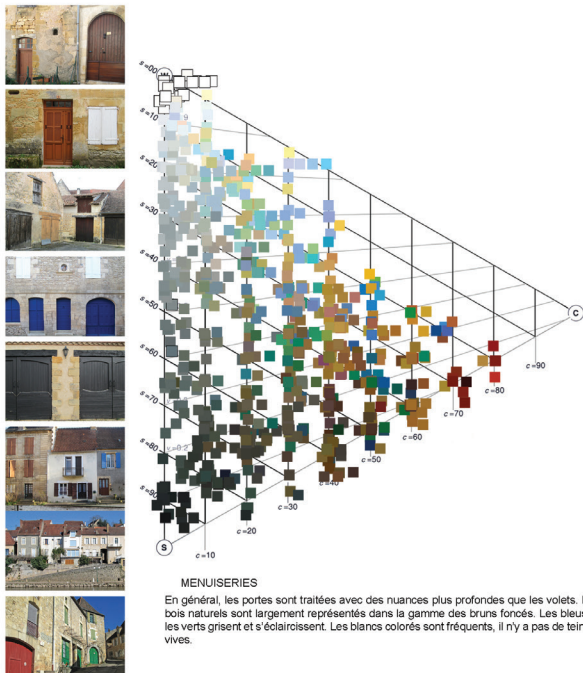 W
s =00
s =10
s =20
s =30
s =40
s =50
s =60
s =70
s =80
s =90
S
C
c =10
c =20
c =30
c =40
c =50
c =60
c =70
c =80
c =90
MENUISERIES
En général, les portes sont traitées avec des nuances plus profondes que les volets.
bois naturels sont largement représentés dans la gamme des bruns foncés. Les bleus
les verts grisent et s'éclaircissent. Les blancs colorés sont fréquents, il n'y a pas de tein
vives.